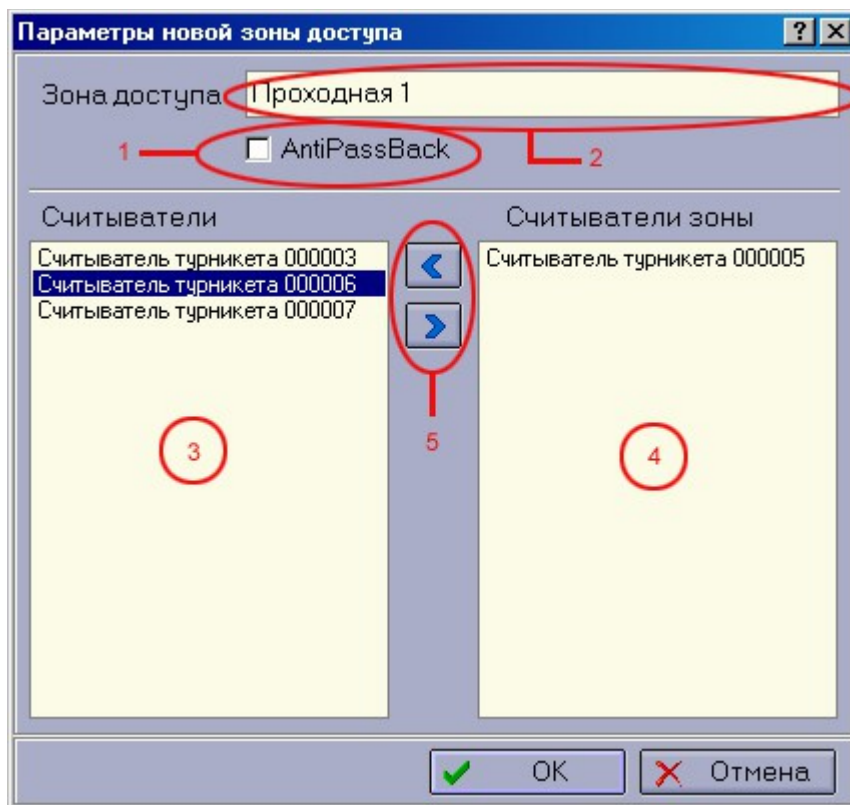 Параметры новой зоны доступа
Зона доступа Проходная 1
1 AntiPassBack 2
Считыватели Считыватели зоны
Считыватель турникета 000003 Считыватель турникета 000005
Считыватель турникета 000006
Считыватель турникета 000007
3 5 4
OK Отмена